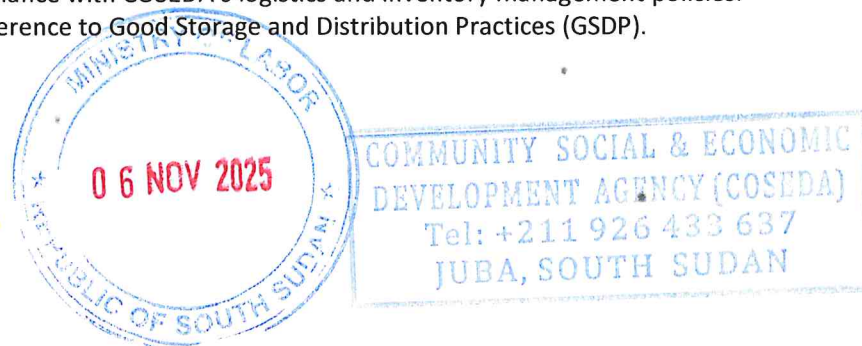 with COSEDA's logistics and inventory management policies.
erence to Good Storage and Distribution Practices (GSDP).
MINISTRY OF LABOR
06 NOV 2025
REPUBLIC OF SOUTH SUDAN
COMMUNITY SOCIAL & ECONOMIC
DEVELOPMENT AGENCY (COSEDA)
Tel: +211 926 433 637
JUBA, SOUTH SUDAN